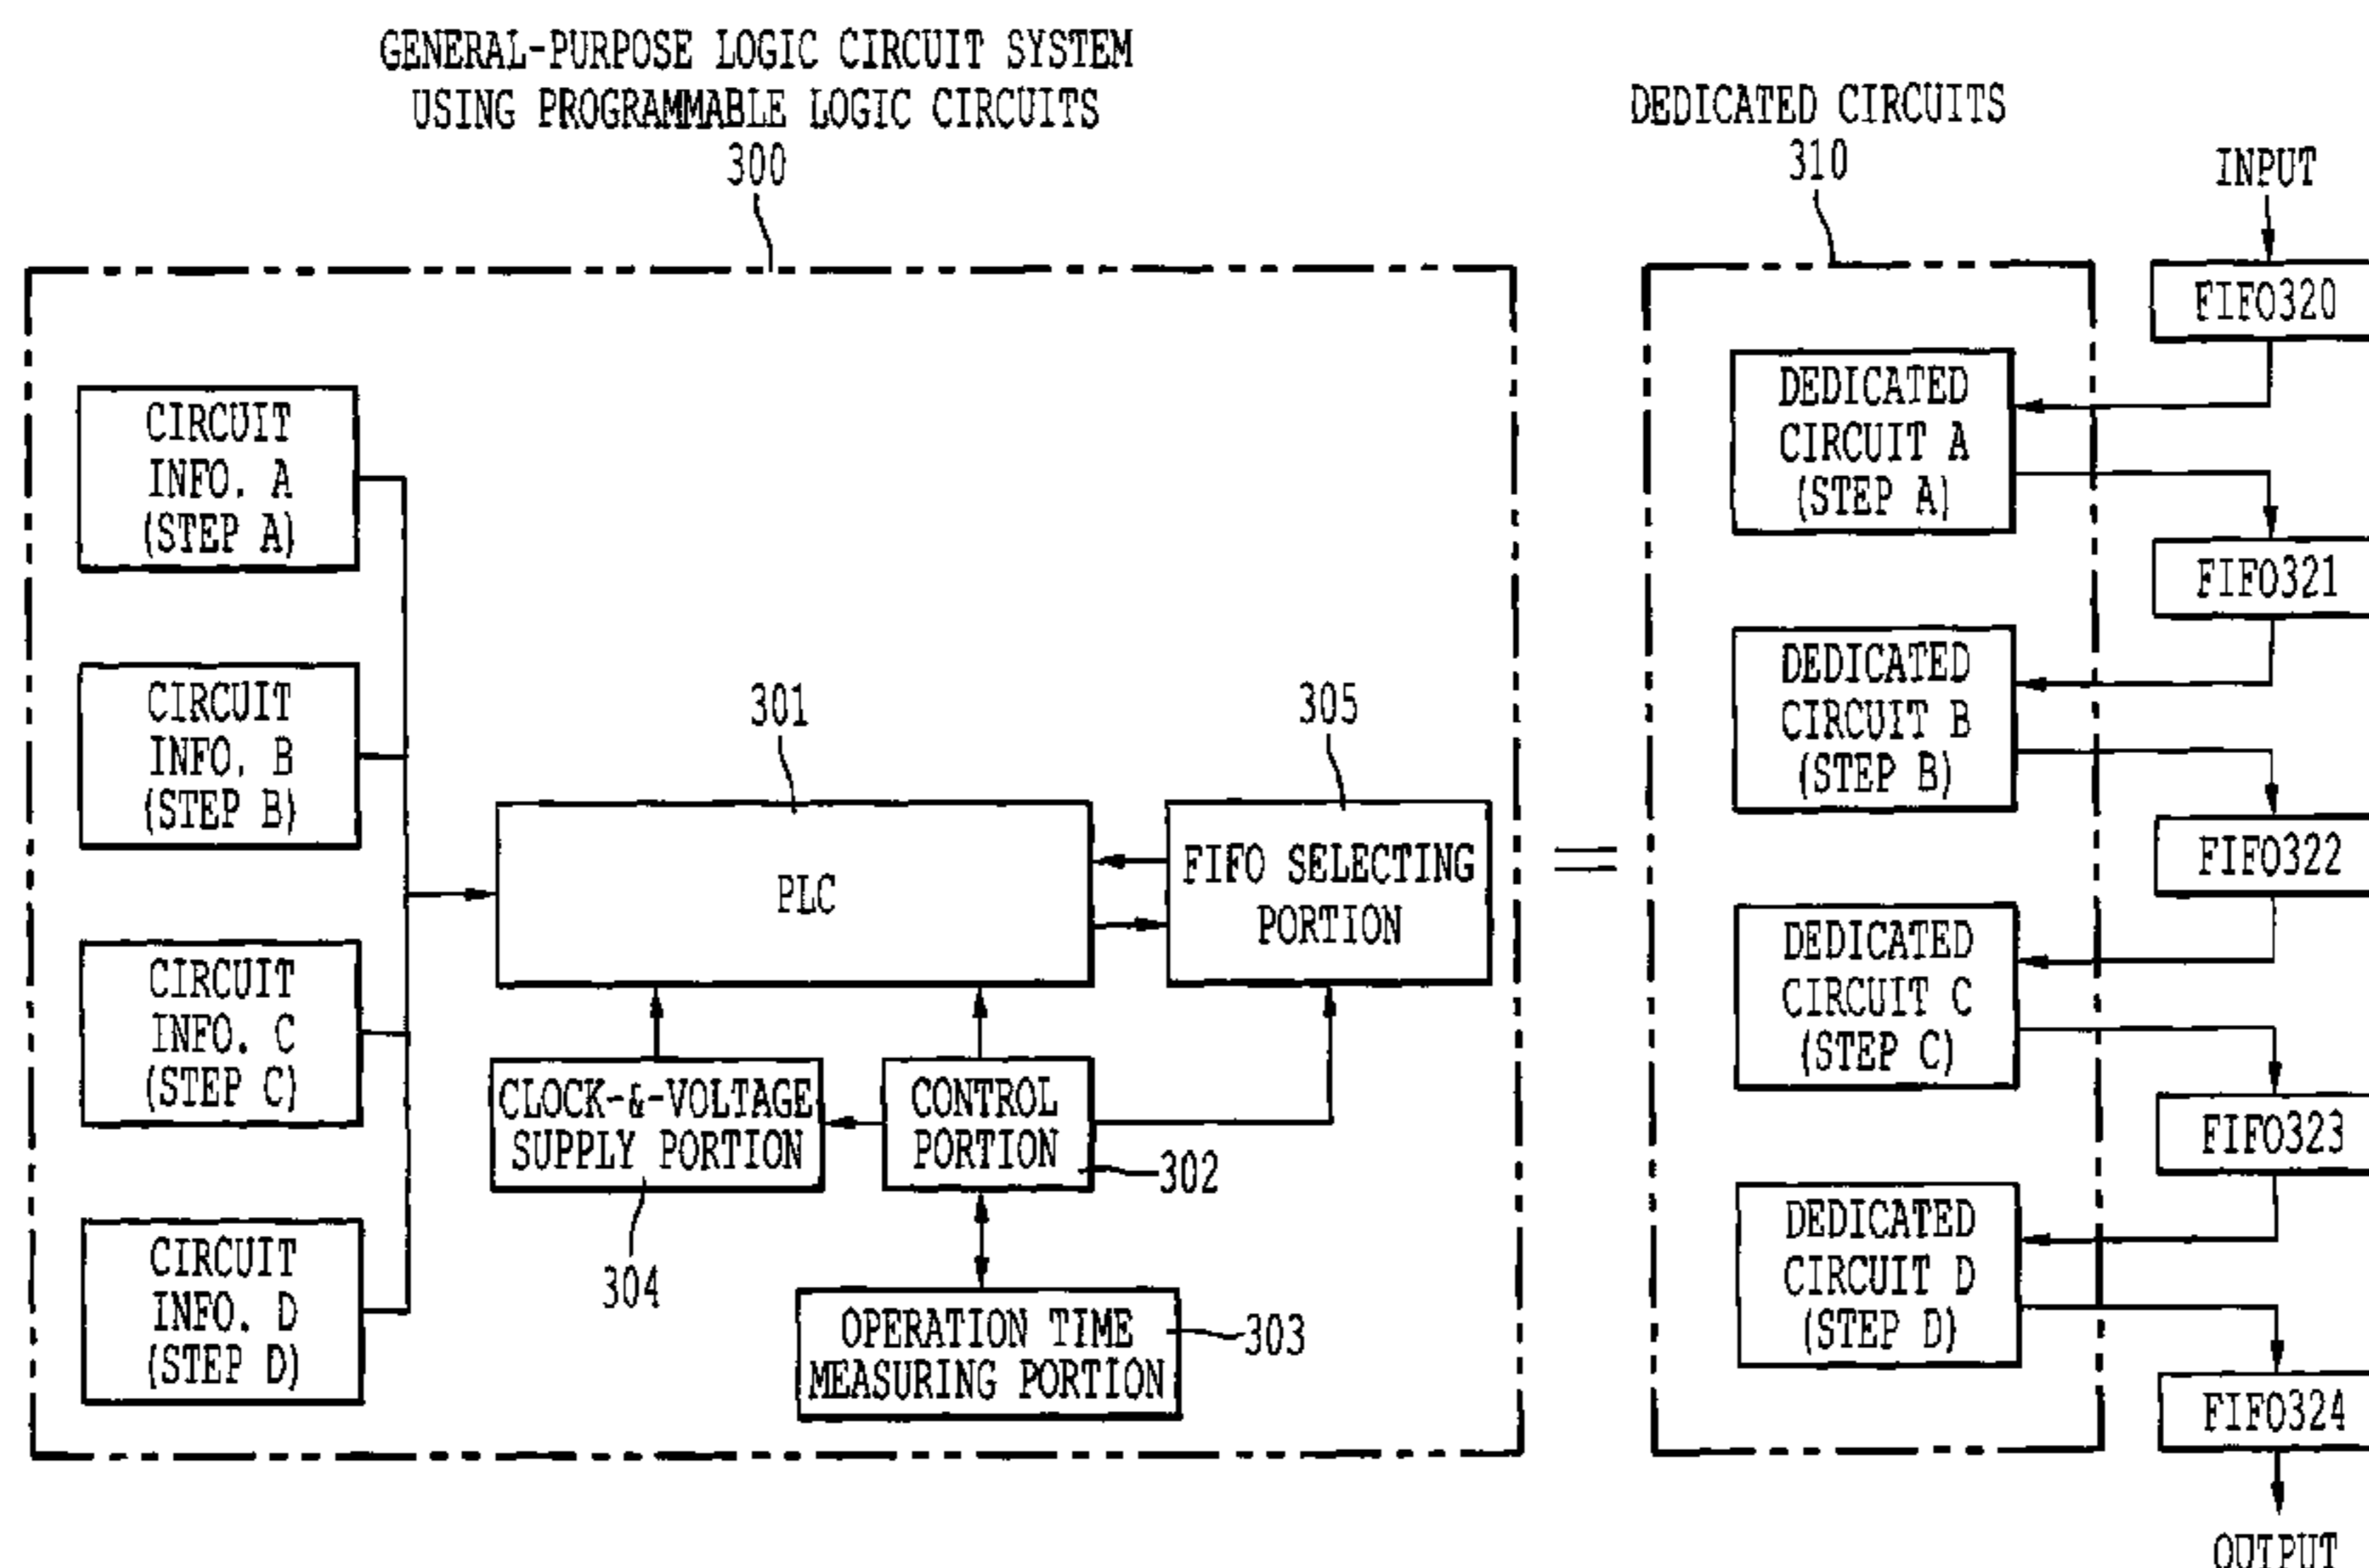 GENERAL-PURPOSE LOGIC CIRCUIT SYSTEM
USING PROGRAMMABLE LOGIC CIRCUITS
300
CIRCUIT
INFO. A
(STEP A)
CIRCUIT
INFO. B
(STEP B)
CIRCUIT
INFO. C
(STEP C)
CIRCUIT
INFO. D
(STEP D)
301
PLC
305
FIFO SELECTING
PORTION
CLOCK-&-VOLTAGE
SUPPLY PORTION
304
CONTROL
PORTION
302
OPERATION TIME
MEASURING PORTION
303
=
DEDICATED CIRCUITS
310
DEDICATED
CIRCUIT A
(STEP A)
DEDICATED
CIRCUIT B
(STEP B)
DEDICATED
CIRCUIT C
(STEP C)
DEDICATED
CIRCUIT D
(STEP D)
INPUT
FIFO320
FIFO321
FIFO322
FIFO323
FIFO324
OUTPUT